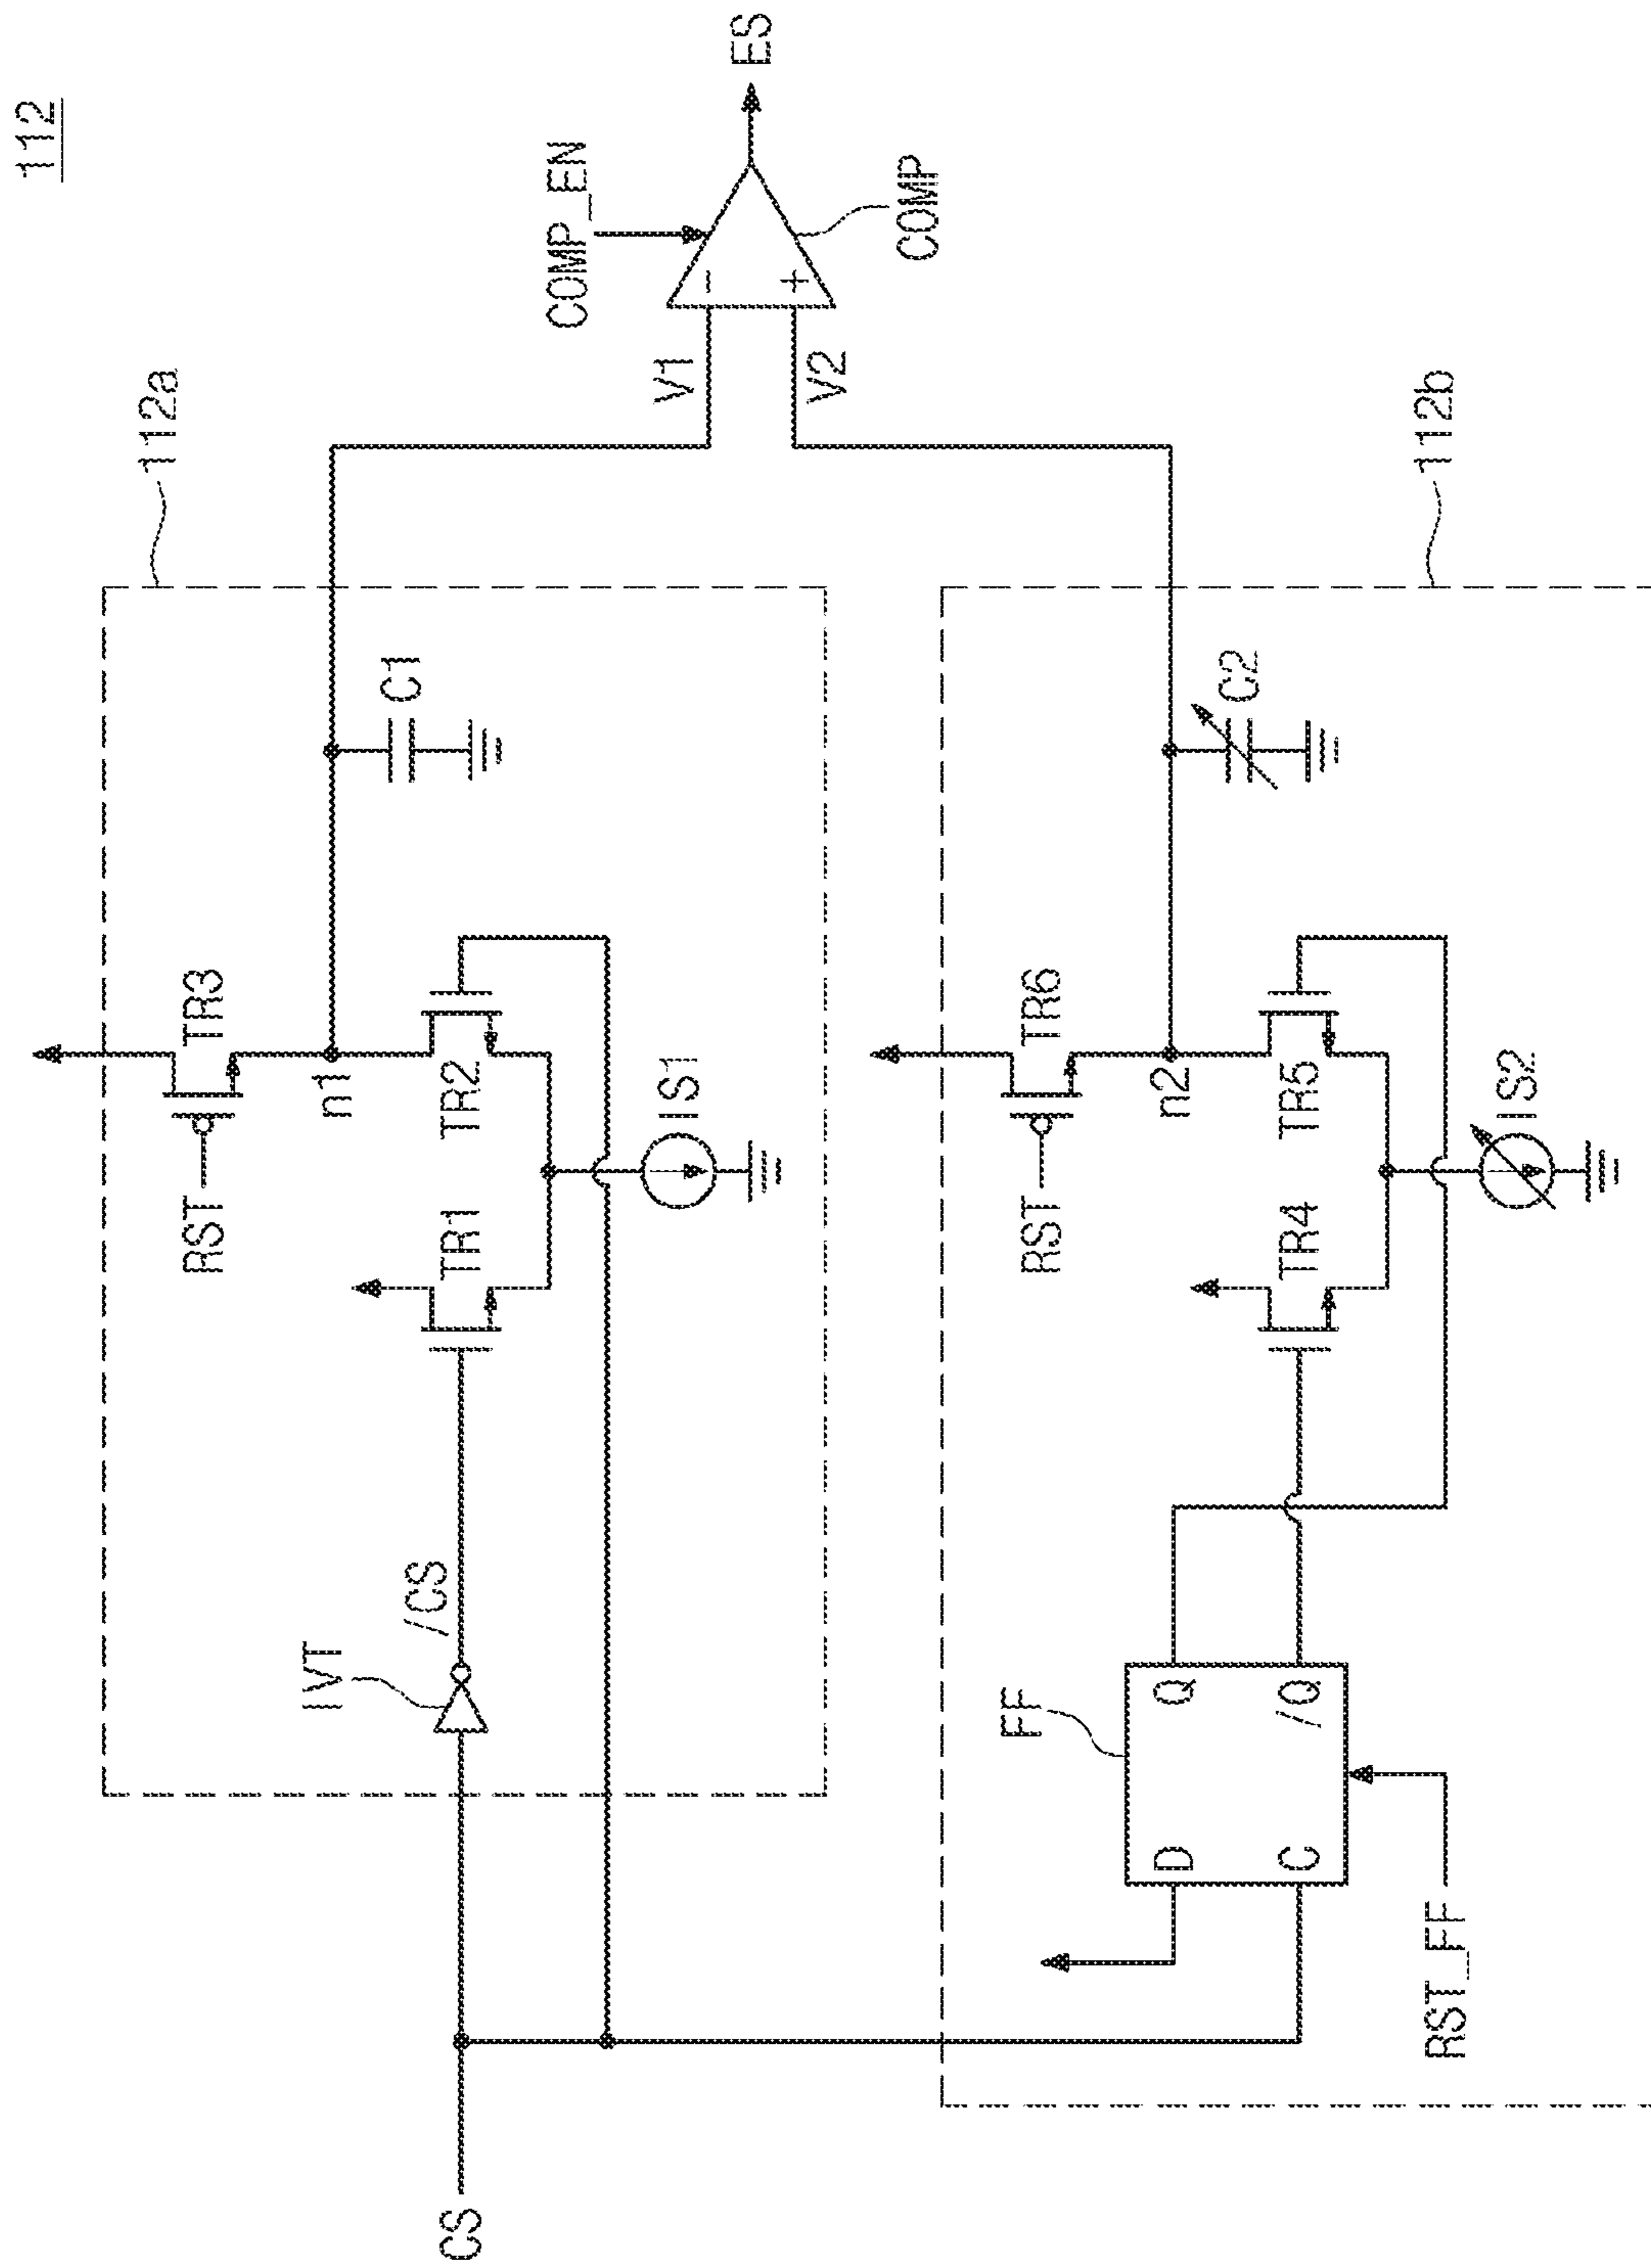 112
112a
RST
TR3
n1
C1
IVT
/CS
TR1
TR2
IS1
CS
V1
V2
COMP_EN
-
+
COMP
ES
112b
RST
TR6
n2
C2
FF
D
Q
C
/Q
TR4
TR5
IS2
RST_FF